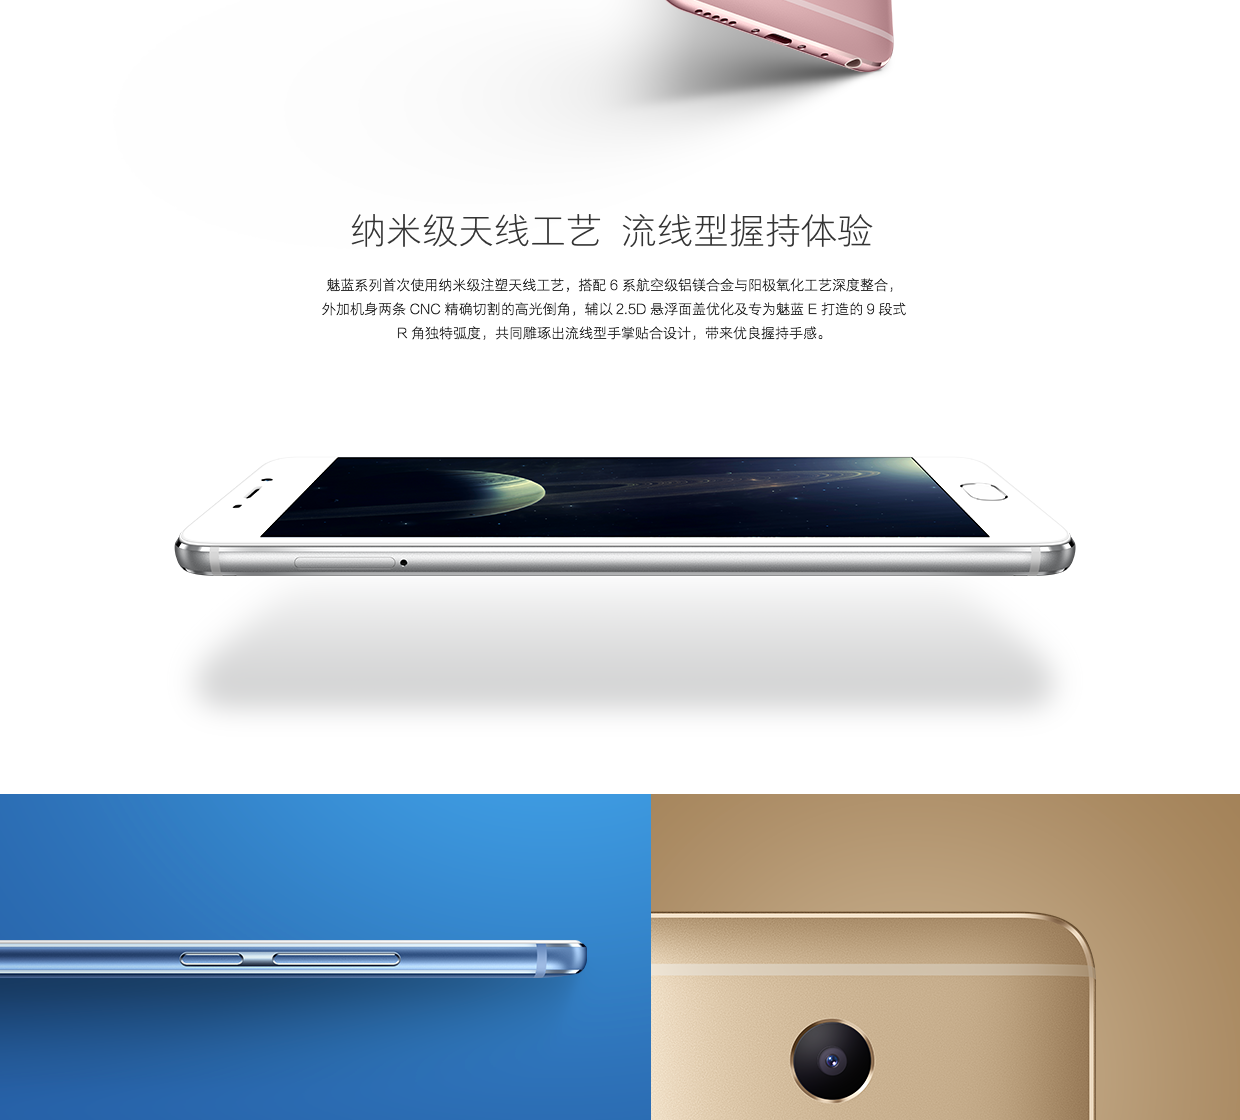 纳米级天线工艺 流线型握持体验
魅蓝系列首次使用纳米级注塑天线工艺，搭配 6 系航空级铝镁合金与阳极氧化工艺深度整合，
外加机身两条 CNC 精确切割的高光倒角，辅以 2.5D 悬浮面盖优化及专为魅蓝 E 打造的 9 段式
R 角独特弧度，共同雕琢出流线型手掌贴合设计，带来优良握持手感。